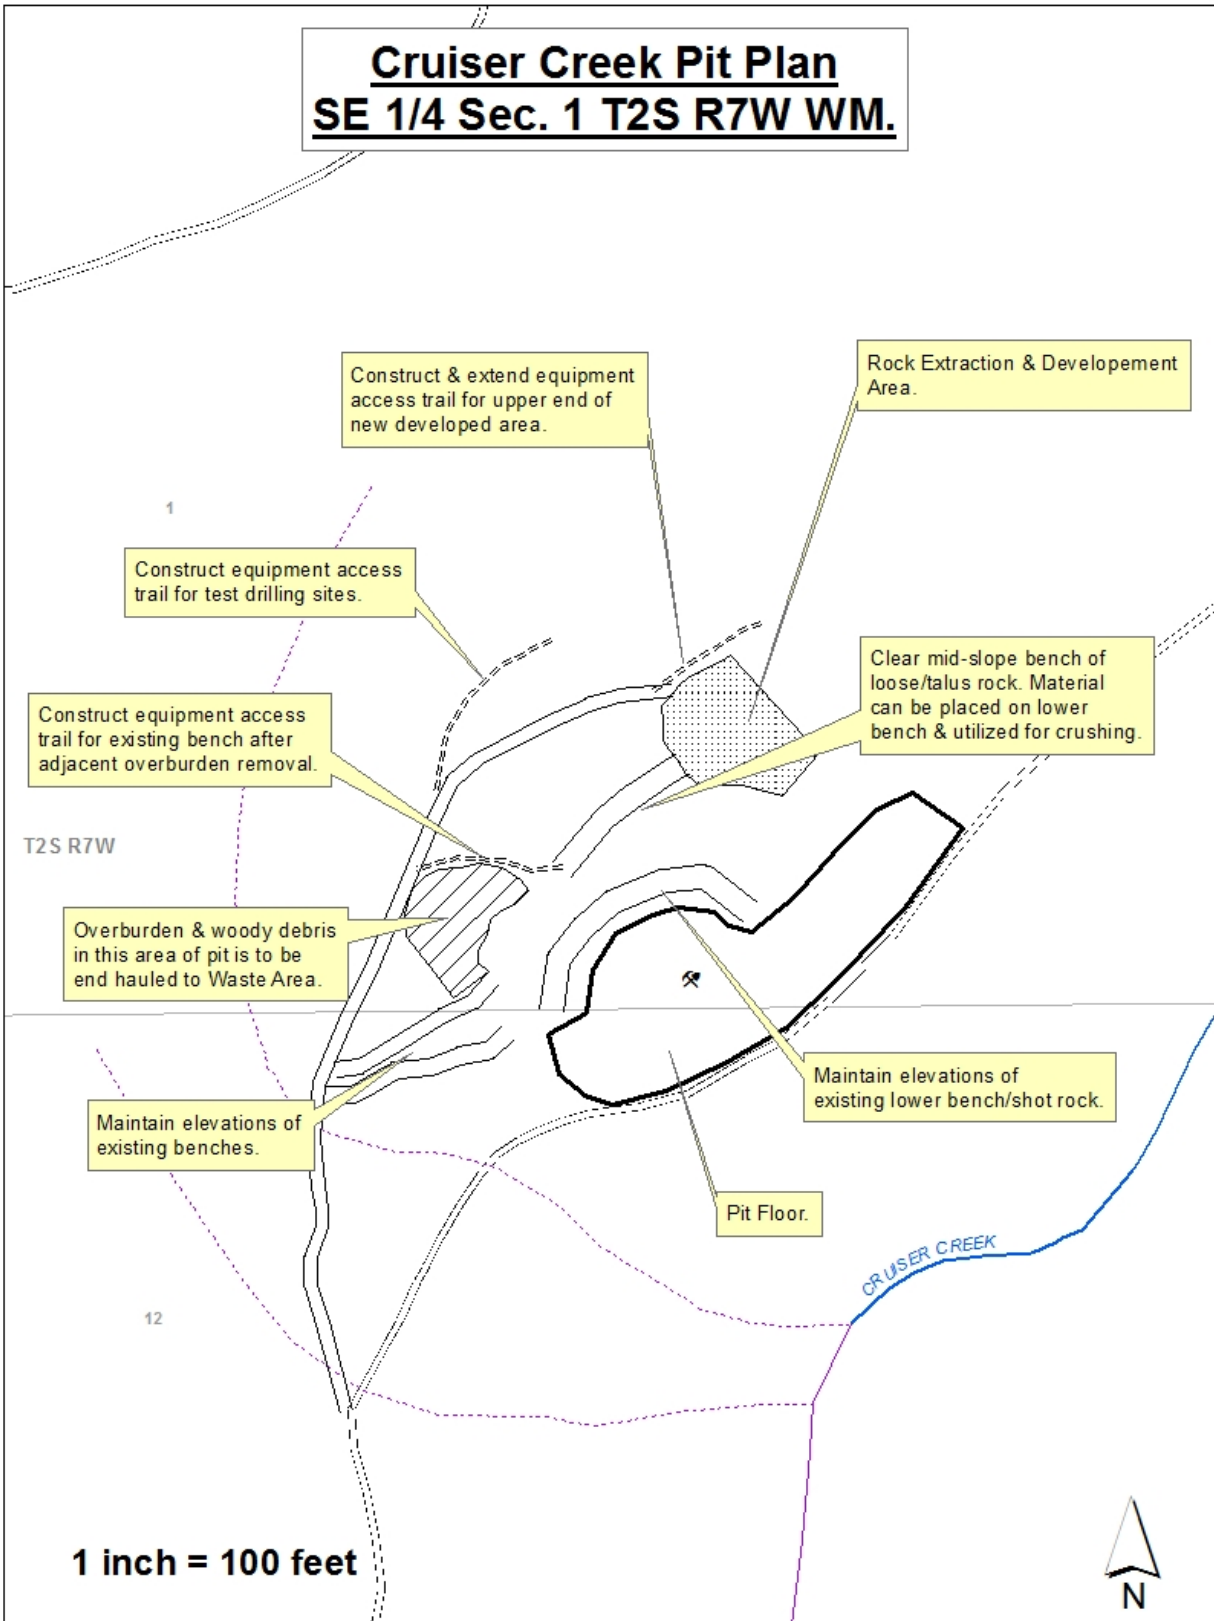 Cruiser Creek Pit Plan
SE 1/4 Sec. 1 T2S R7W WM.
Construct & extend equipment
access trail for upper end of
new developed area.
Rock Extraction & Developement
Area.
1
Construct equipment access
trail for test drilling sites.
Clear mid-slope bench of
loose/talus rock. Material
can be placed on lower
bench & utilized for crushing.
Construct equipment access
trail for existing bench after
adjacent overburden removal.
T2S R7W
Overburden & woody debris
in this area of pit is to be
end hauled to Waste Area.
Maintain elevations of
existing lower bench/shot rock.
Maintain elevations of
existing benches.
Pit Floor.
CRUISER CREEK
12
1 inch = 100 feet
N